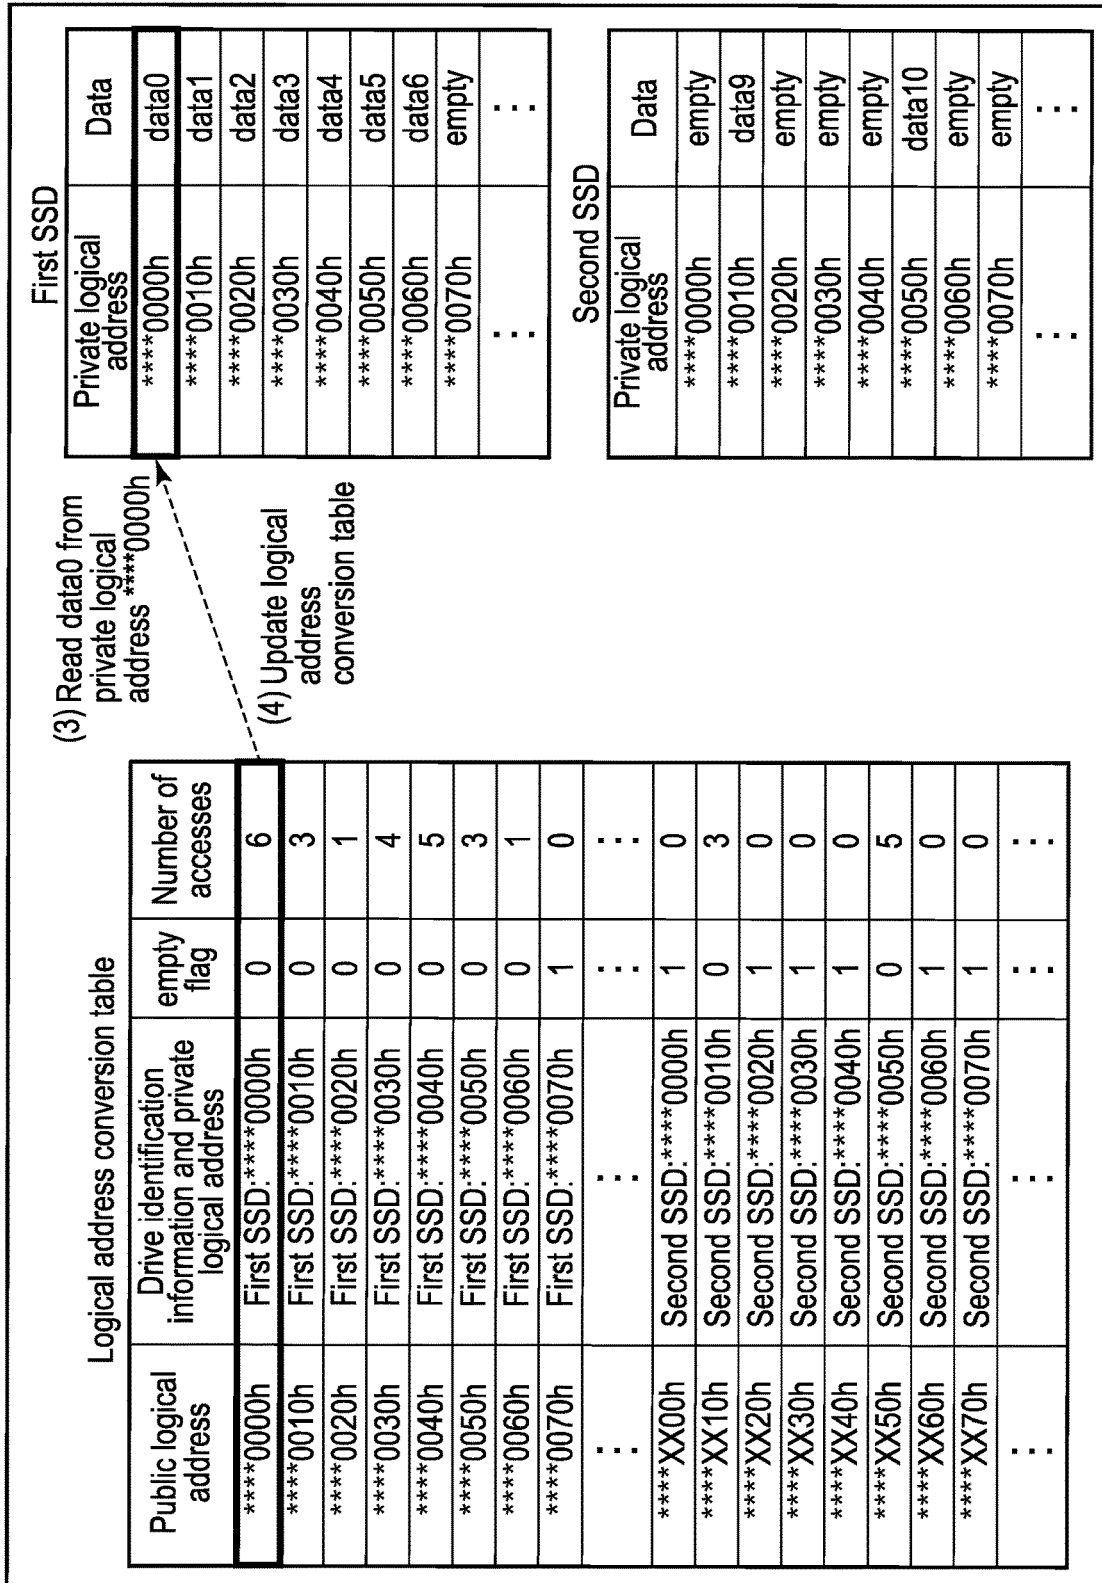 Logical address conversion table
Public logical
address
Drive identification
information and private
logical address
empty
flag
Number of
accesses
****0000h First SSD:****0000h 0 6
****0010h First SSD:****0010h 0 3
****0020h First SSD:****0020h 0 1
****0030h First SSD:****0030h 0 4
****0040h First SSD:****0040h 0 5
****0050h First SSD:****0050h 0 3
****0060h First SSD:****0060h 0 1
****0070h First SSD:****0070h 1 0
... ... ... ...
****XX00h Second SSD:****0000h 1 0
****XX10h Second SSD:****0010h 0 3
****XX20h Second SSD:****0020h 1 0
****XX30h Second SSD:****0030h 1 0
****XX40h Second SSD:****0040h 1 0
****XX50h Second SSD:****0050h 0 5
****XX60h Second SSD:****0060h 1 0
****XX70h Second SSD:****0070h 1 0
... ... ... ...
(3) Read data0 from
private logical
address ****0000h
(4) Update logical
address
conversion table
First SSD
Private logical
address
Data
****0000h data0
****0010h data1
****0020h data2
****0030h data3
****0040h data4
****0050h data5
****0060h data6
****0070h empty
... ...
Second SSD
Private logical
address
Data
****0000h empty
****0010h data9
****0020h empty
****0030h empty
****0040h empty
****0050h data10
****0060h empty
****0070h empty
... ...